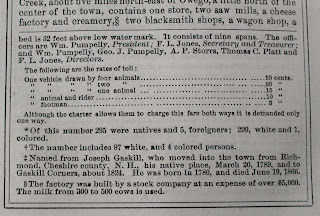 Creek, about five miles north-east of Owego, a little north of the
center of the town, contains one store, two saw mills, a cheese
factory and creamery,§ two blacksmith shops, a wagon shop, a
bed is 32 feet above low water mark. It consists of nine spans. The offi-
cers are Wm. Pumpelly, President; F. L. Jones, Secretary and Treasurer;
and Wm. Pumpelly, Geo. J. Pumpelly, A. P. Storrs, Thomas C. Platt and
F. L. Jones, Directors.
The following are the rates of toll:
One vehicle drawn by four animals 50 cents.
" " " two " 20 "
" " " one animal 15 "
" animal and rider 10 "
" footman 3 "
Although the charter allows them to charge this fare both ways it is demanded only
one way.
*Of this number 295 were natives and 5, foreigners; 299, white and 1,
colored.
†The number includes 87 white, and 4 colored persons.
‡Named from Joseph Gaskill, who moved into the town from Rich-
mond, Cheshire county, N. H., his native place, March 20, 1789, and to
Gaskill Corners, about 1824. He was born in 1780, and died June 19, 1866.
§The factory was built by a stock company at an expense of over $5,000.
The milk from 300 to 500 cows is used.